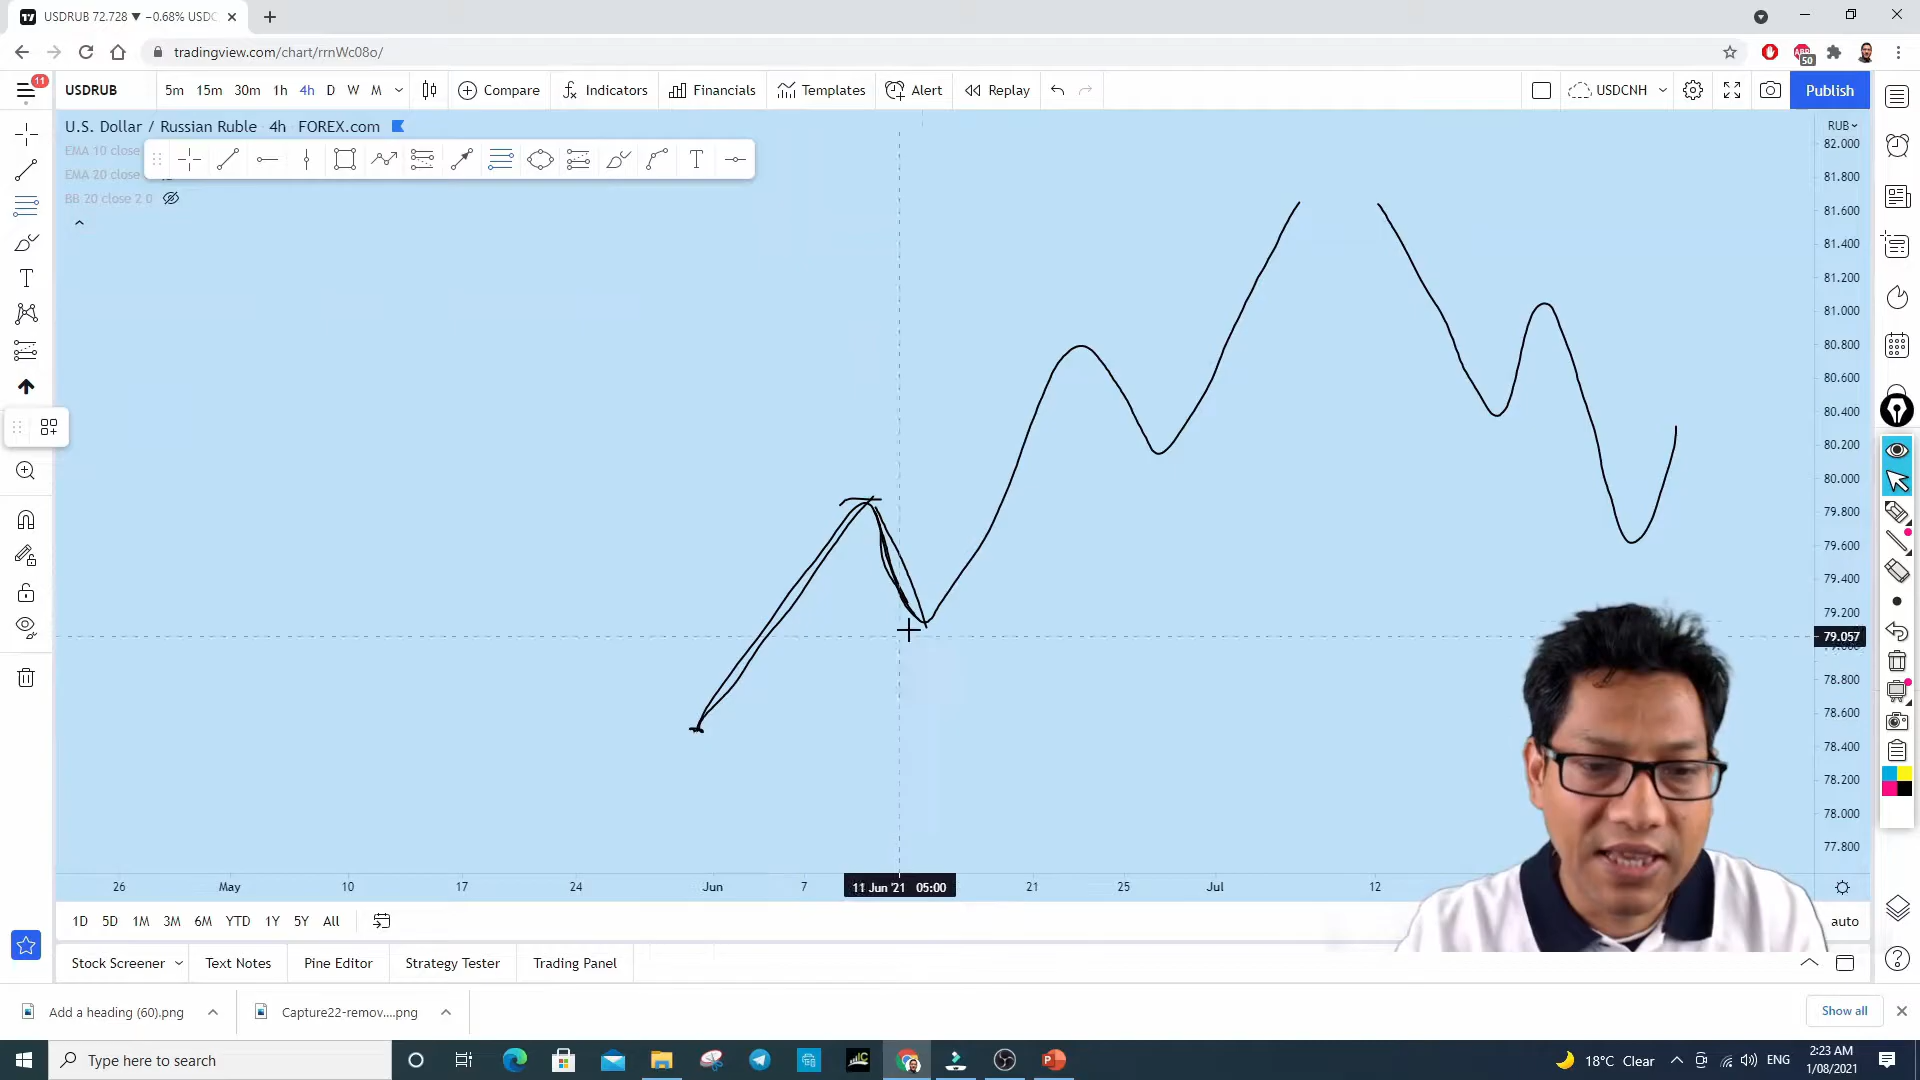 USDRUB 72.728 ▼ −0.68% USDC
tradingview.com/chart/rrnWc08o/
ABP
50
11
USDRUB 5m 15m 30m 1h 4h D W M Compare Indicators Financials Templates Alert Replay USDCNH Publish
U.S. Dollar / Russian Ruble 4h FOREX.com
RUB
EMA 10 close
EMA 20 close
BB 20 close 2 0
82.000
81.800
81.600
81.400
81.200
81.000
80.800
80.600
80.400
80.200
80.000
79.800
79.600
79.400
79.200
79.057
79.000
78.800
78.600
78.400
78.200
78.000
77.800
26 May 10 17 24 Jun 7 11 Jun '21 05:00 21 25 Jul 12
1D 5D 1M 3M 6M YTD 1Y 5Y All
auto
Stock Screener Text Notes Pine Editor Strategy Tester Trading Panel
Add a heading (60).png
Capture22-remov....png
Show all
Type here to search
IC
18°C Clear
ENG
2:23 AM
1/08/2021